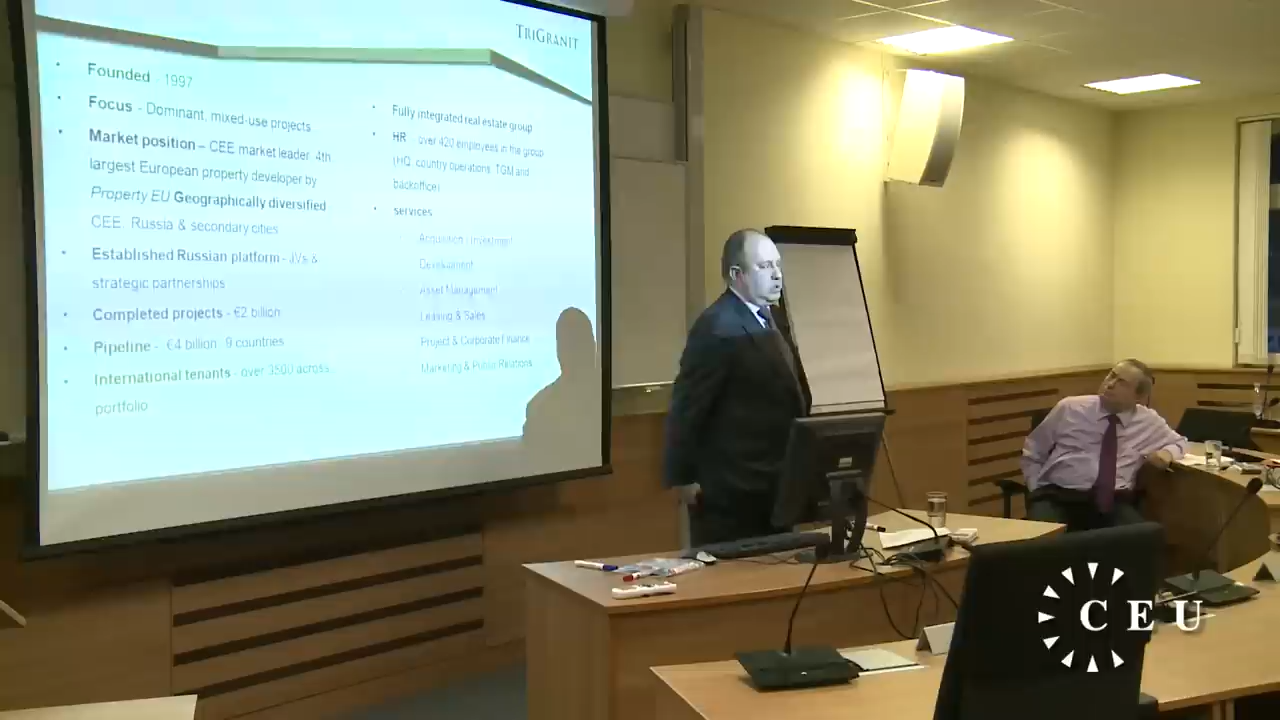 TRIGRANIT
Founded - 1997
Focus - Dominant, mixed-use projects
Market position – CEE market leader, 4th
largest European property developer by
Property EU Geographically diversified
CEE, Russia & secondary cities
Established Russian platform - JVs &
strategic partnerships
Completed projects - €2 billion
Pipeline - €4 billion, 9 countries
International tenants - over 3500 across
portfolio
Fully integrated real estate group
HR over 420 employees in the group
(HQ, country operations, TGM and
backoffice)
services
Acquisition / Investment
Development
Asset Management
Leasing & Sales
Project & Corporate Finance
Marketing & Public Relations
CEU